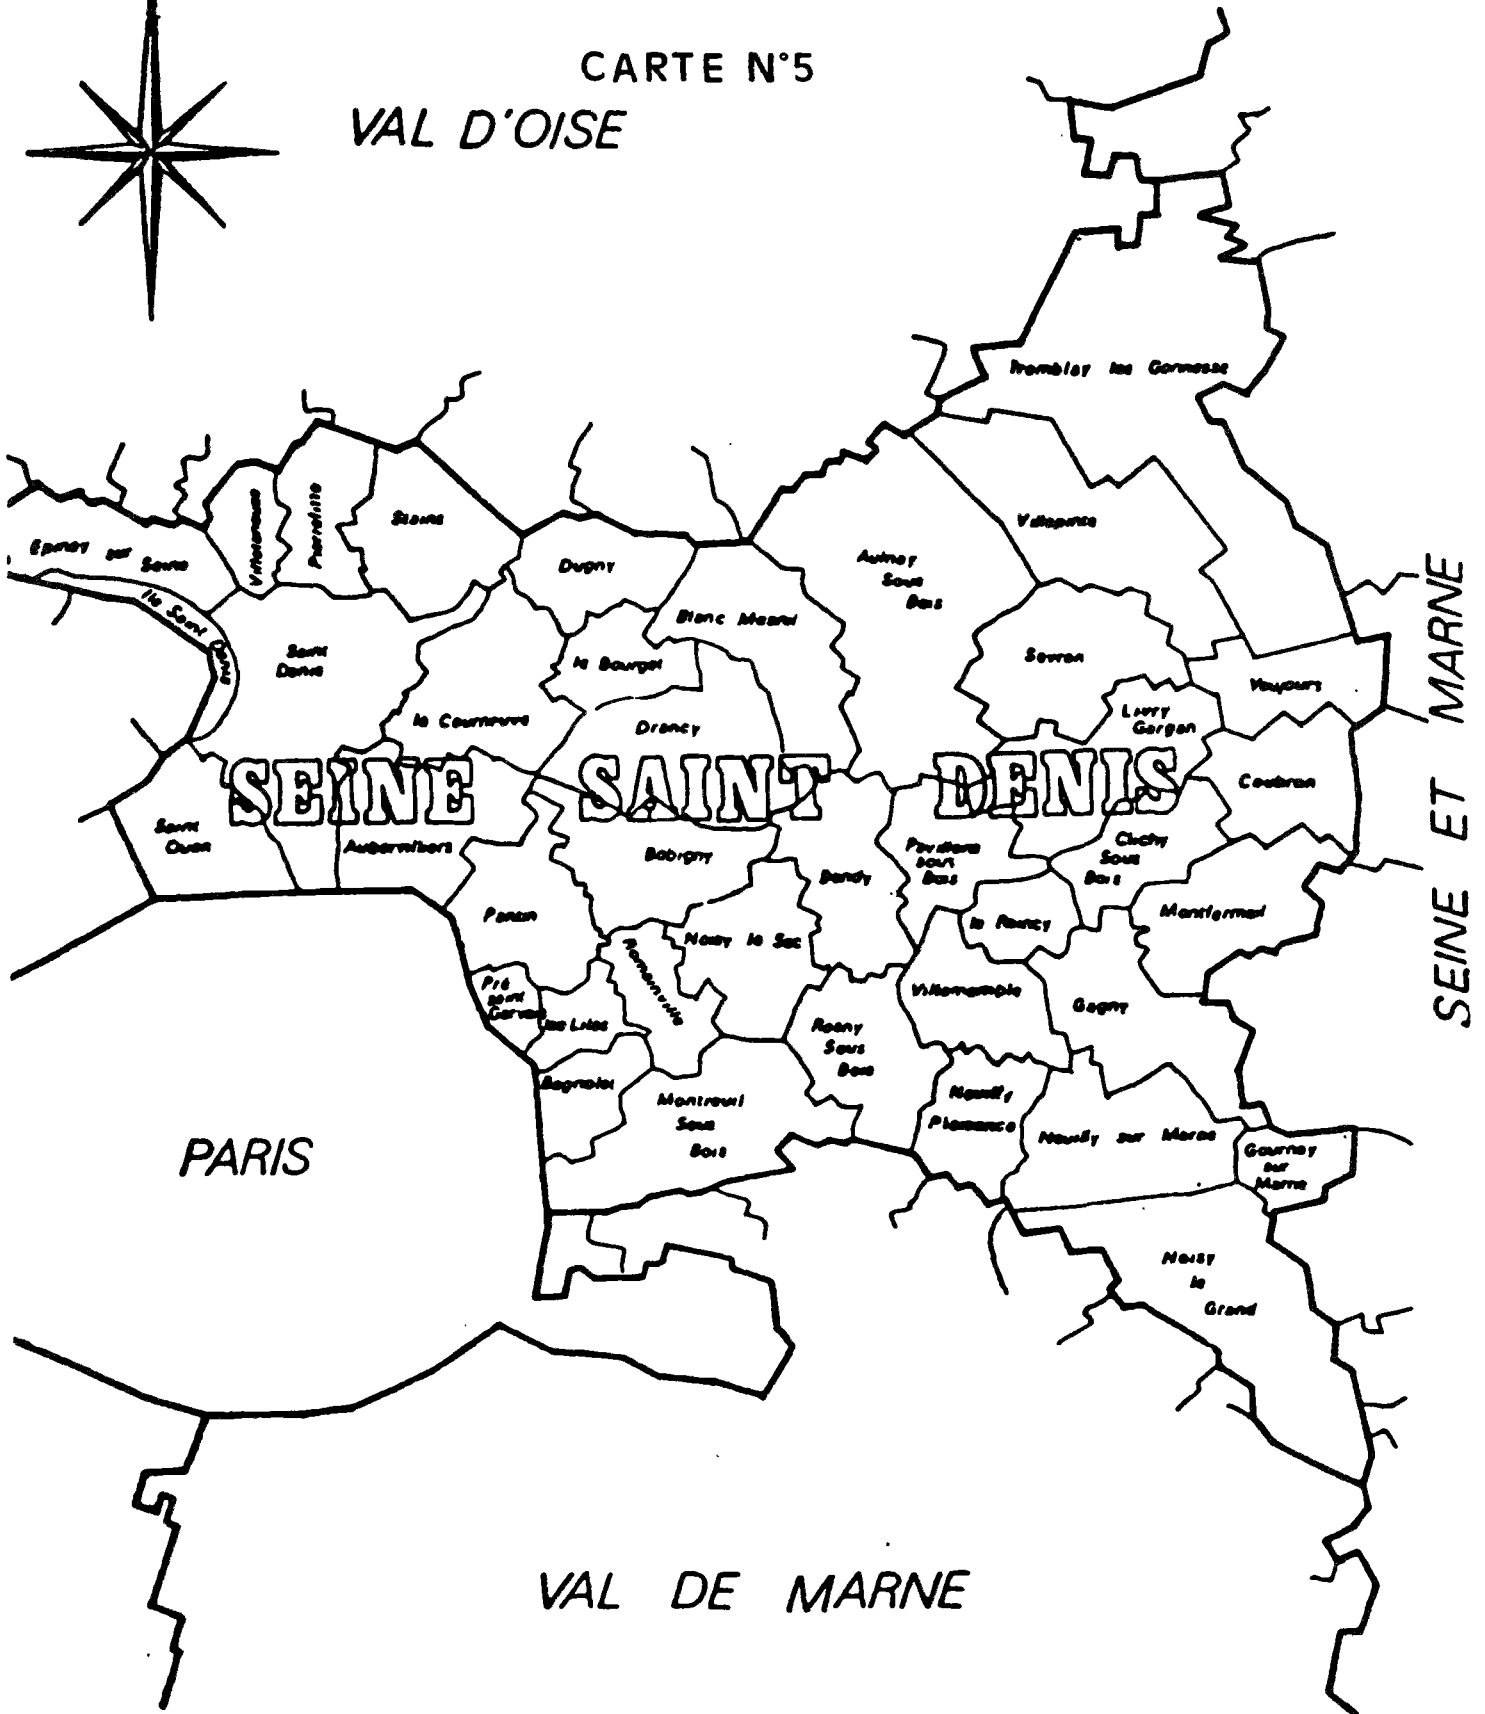 CARTE N°5
VAL D'OISE
Tremblay les Gonnesse
Epinay sur Seine
Villetaneuse
Pierrefitte
Stains
Dugny
Villepinte
Aulnay
Sous
Bois
Ile Saint Denis
Saint
Denis
Blanc Mesnil
le Bourget
Sevran
Vaujours
la Courneuve
Drancy
Livry
Gargan
SEINE SAINT DENIS
Coubron
Saint
Ouen
Aubervilliers
Bobigny
Bondy
Pavillons
sous
Bois
Clichy
Sous
Bois
Pantin
Noisy le Sec
le Raincy
Montfermeil
Romainville
Pré
saint
Gervais
les Lilas
Villemomble
Gagny
Rosny
Sous
Bois
Bagnolet
Montreuil
Sous
Bois
Neuilly
Plaisance
Neuilly sur Marne
Gournay
sur
Marne
Noisy
le
Grand
PARIS
SEINE ET MARNE
VAL DE MARNE